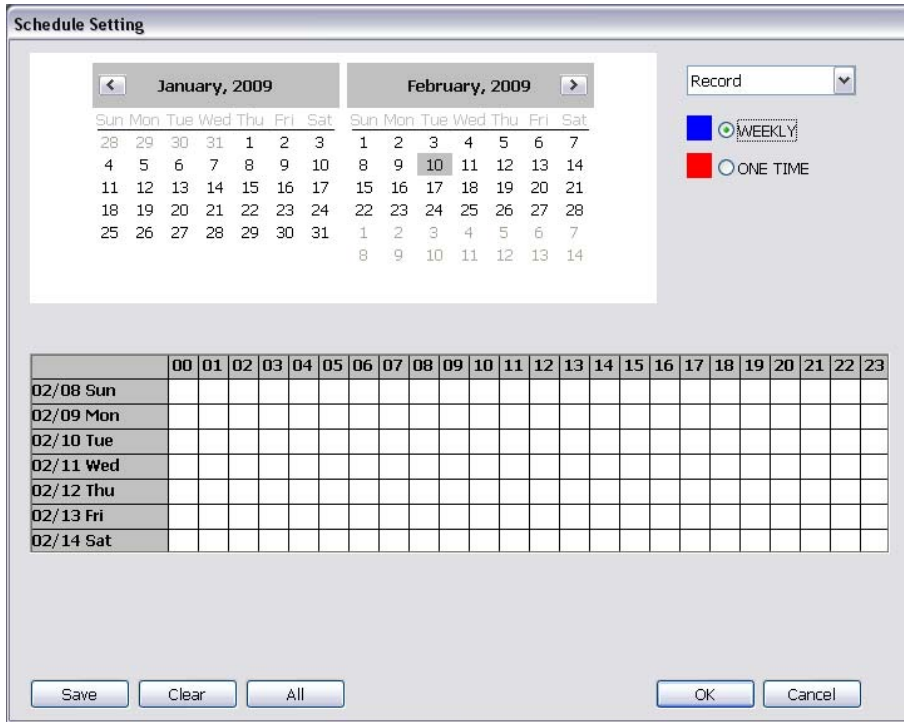 Schedule Setting
January, 2009
Sun Mon Tue Wed Thu Fri Sat
28 29 30 31 1 2 3
4 5 6 7 8 9 10
11 12 13 14 15 16 17
18 19 20 21 22 23 24
25 26 27 28 29 30 31
February, 2009
Sun Mon Tue Wed Thu Fri Sat
1 2 3 4 5 6 7
8 9 10 11 12 13 14
15 16 17 18 19 20 21
22 23 24 25 26 27 28
1 2 3 4 5 6 7
8 9 10 11 12 13 14
Record
WEEKLY
ONE TIME
00 01 02 03 04 05 06 07 08 09 10 11 12 13 14 15 16 17 18 19 20 21 22 23
02/08 Sun
02/09 Mon
02/10 Tue
02/11 Wed
02/12 Thu
02/13 Fri
02/14 Sat
Save Clear All OK Cancel